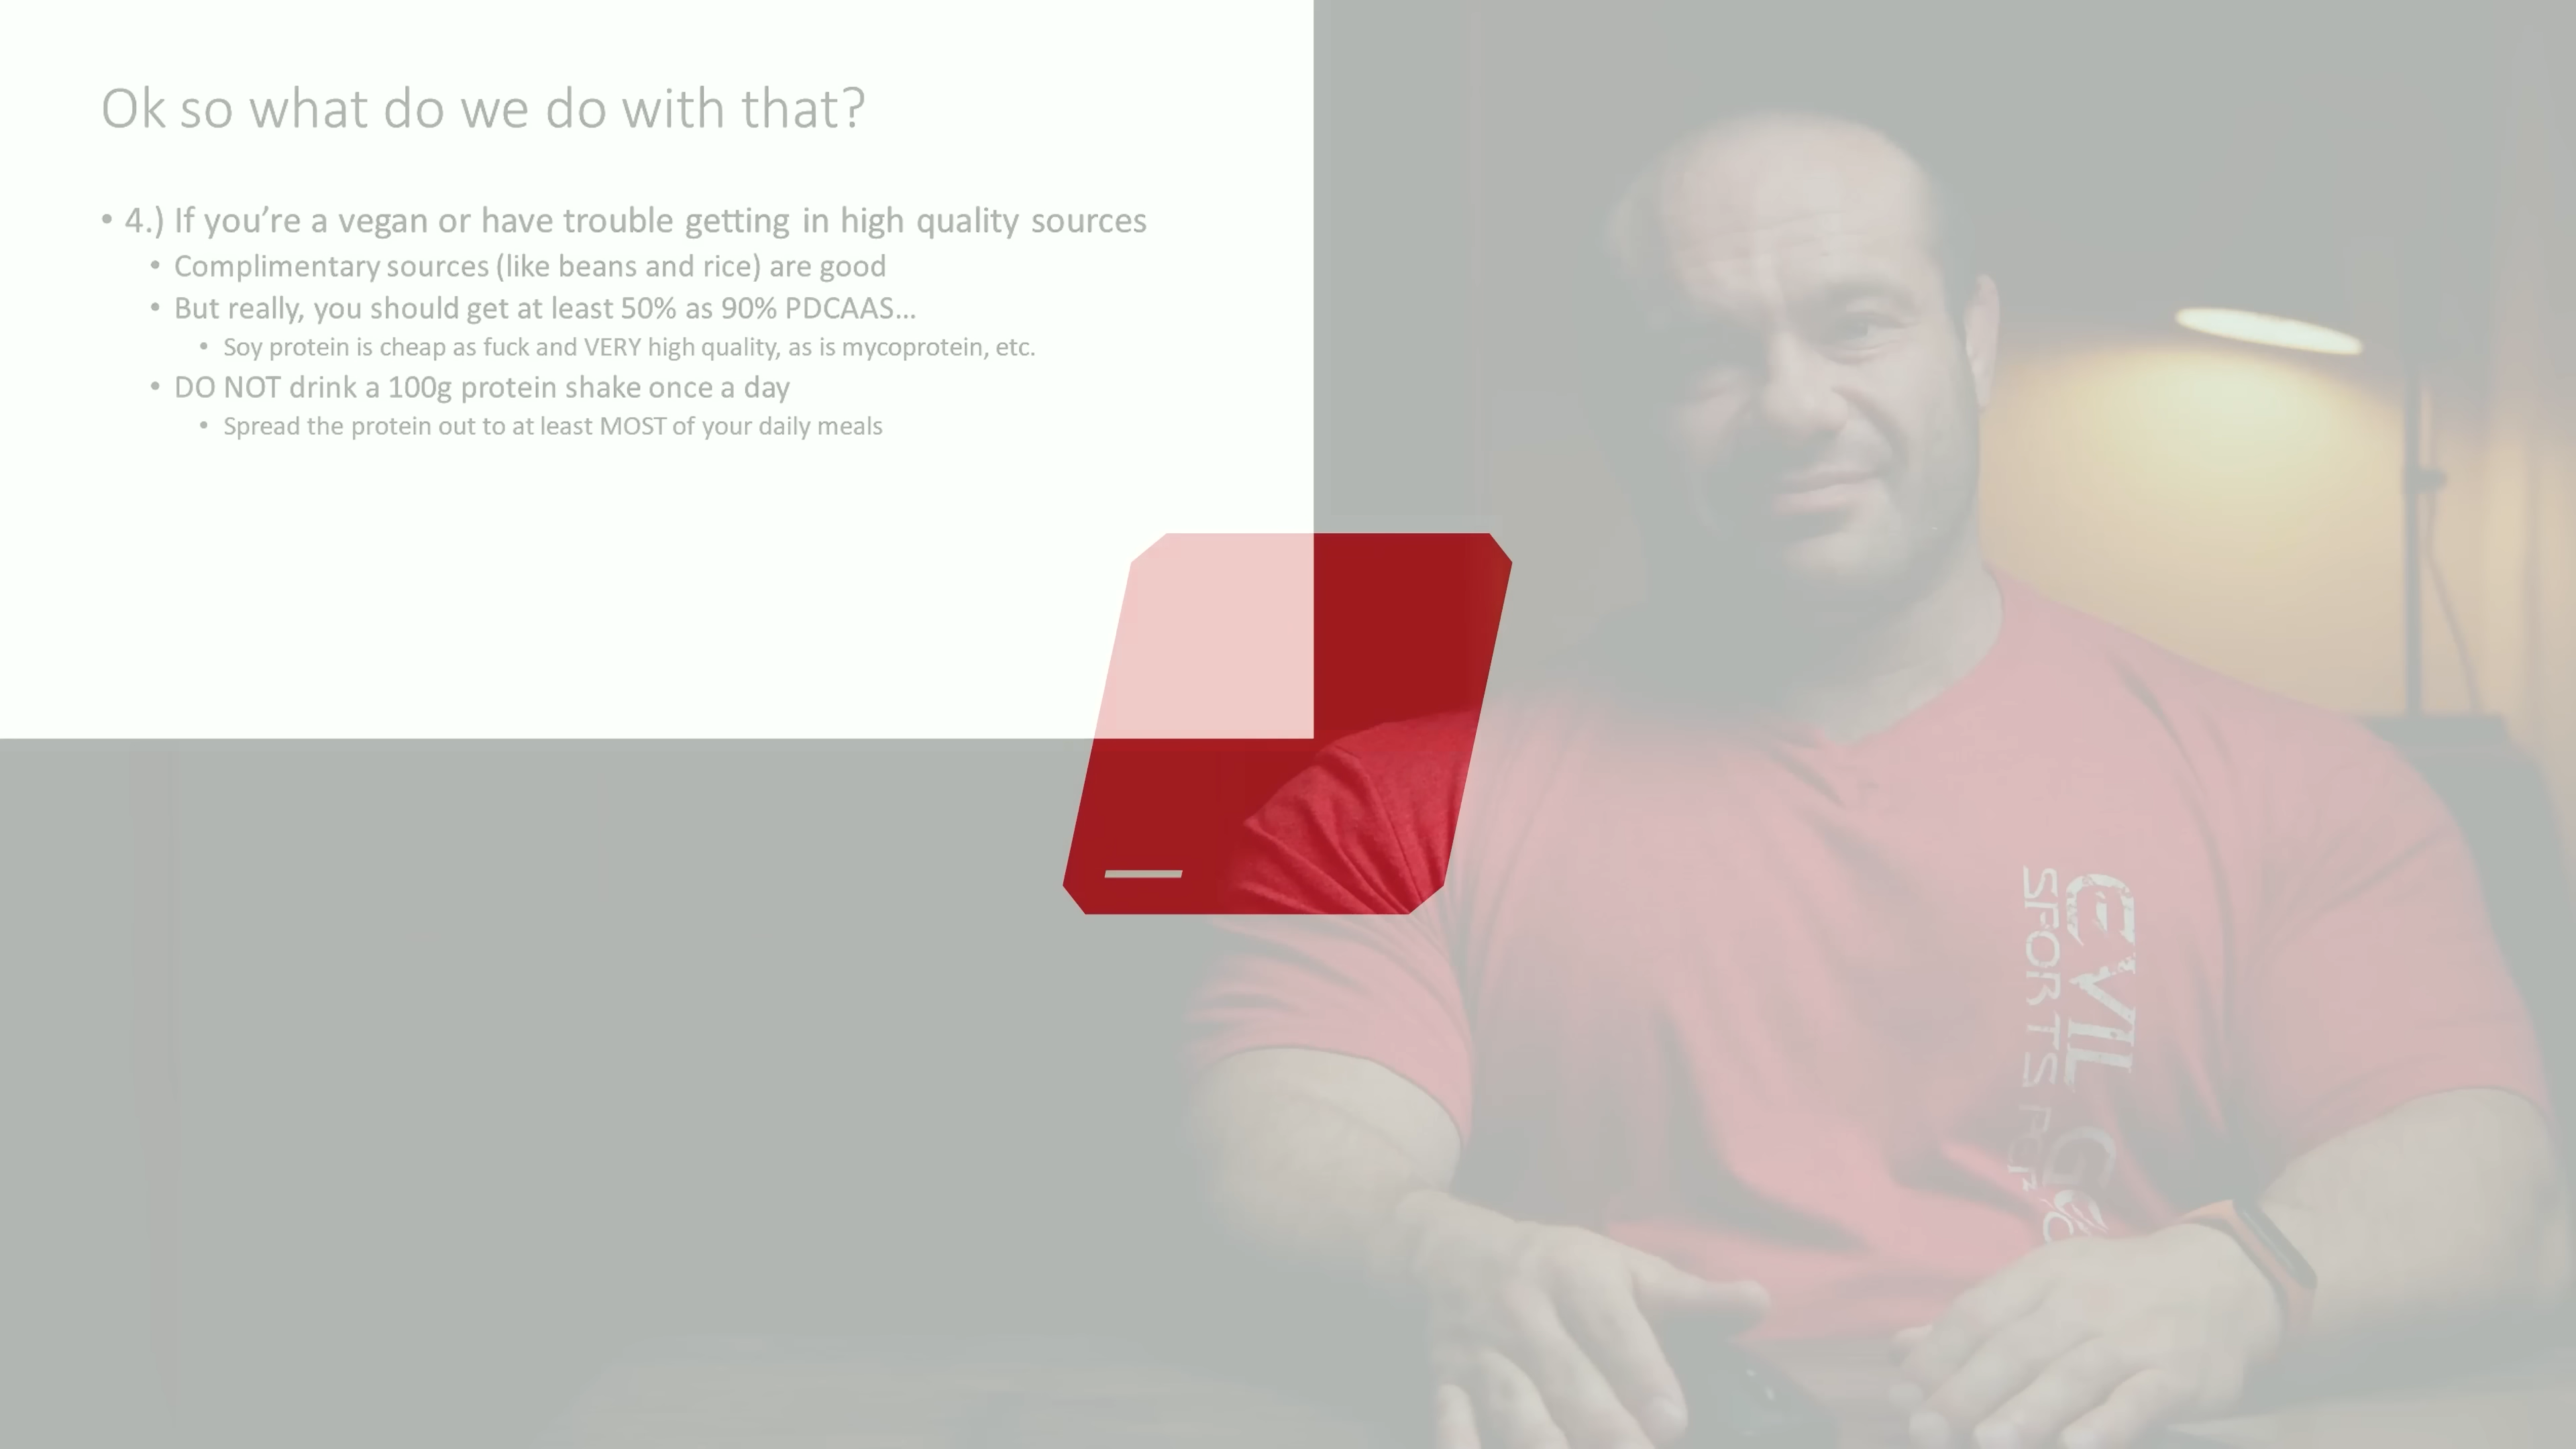 Ok so what do we do with that?
• 4.) If you’re a vegan or have trouble getting in high quality sources
• Complimentary sources (like beans and rice) are good
• But really, you should get at least 50% as 90% PDCAAS…
• Soy protein is cheap as fuck and VERY high quality, as is mycoprotein, etc.
• DO NOT drink a 100g protein shake once a day
• Spread the protein out to at least MOST of your daily meals
EVIL
SPORTS